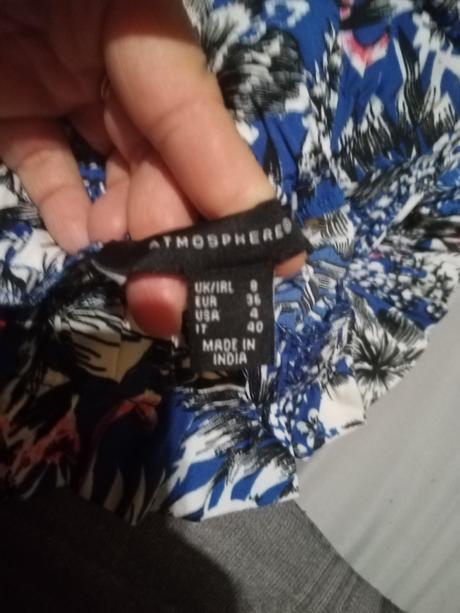 ATMOSPHERE
UK/IRL 8
EUR 36
USA 4
IT 40
MADE IN
INDIA